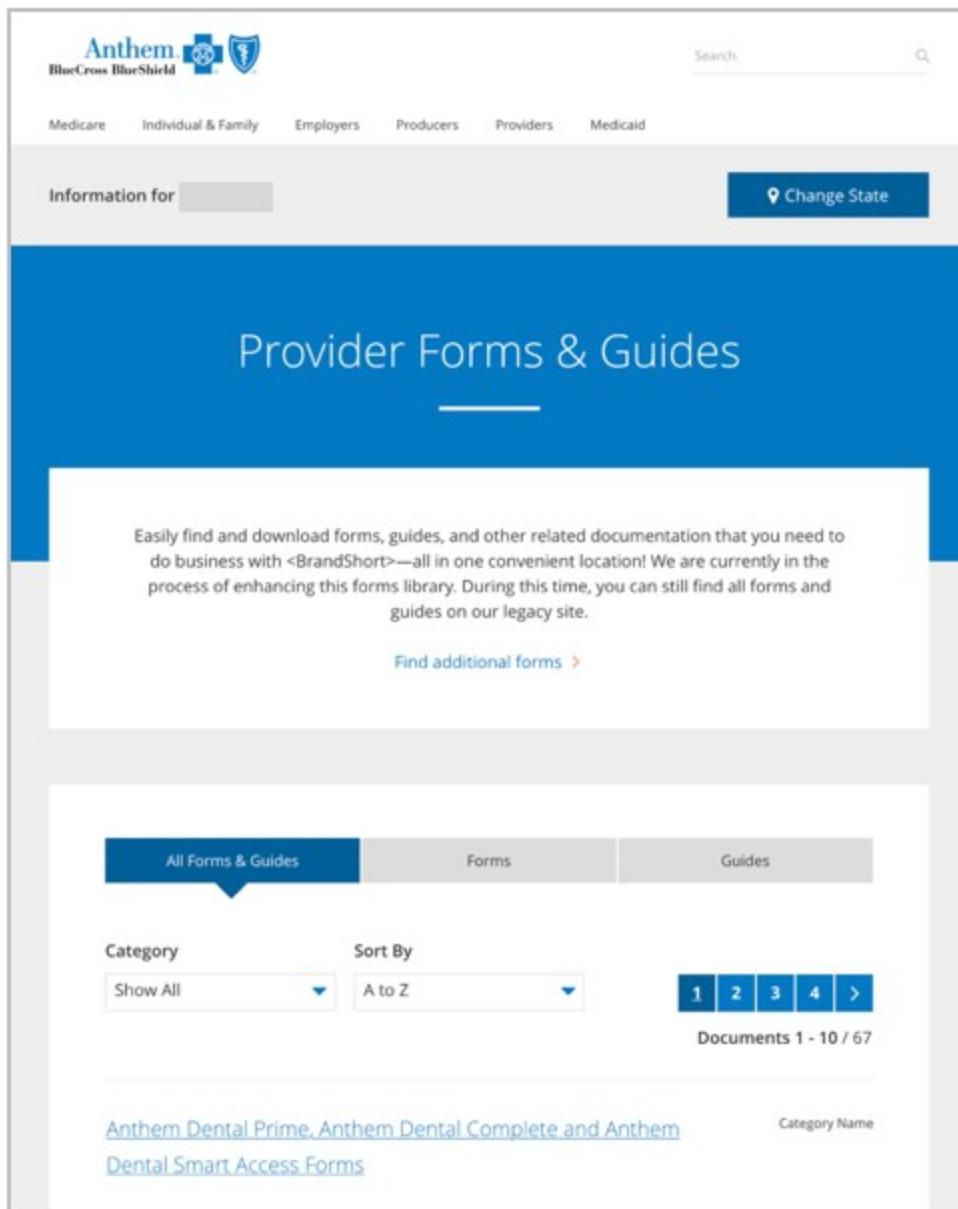 Anthem
BlueCross BlueShield
Search
Medicare Individual & Family Employers Producers Providers Medicaid
Information for
Change State
Provider Forms & Guides
Easily find and download forms, guides, and other related documentation that you need to
do business with <BrandShort>—all in one convenient location! We are currently in the
process of enhancing this forms library. During this time, you can still find all forms and
guides on our legacy site.
Find additional forms >
All Forms & Guides Forms Guides
Category Sort By
Show All A to Z
1 2 3 4 >
Documents 1 - 10 / 67
Anthem Dental Prime, Anthem Dental Complete and Anthem
Dental Smart Access Forms
Category Name